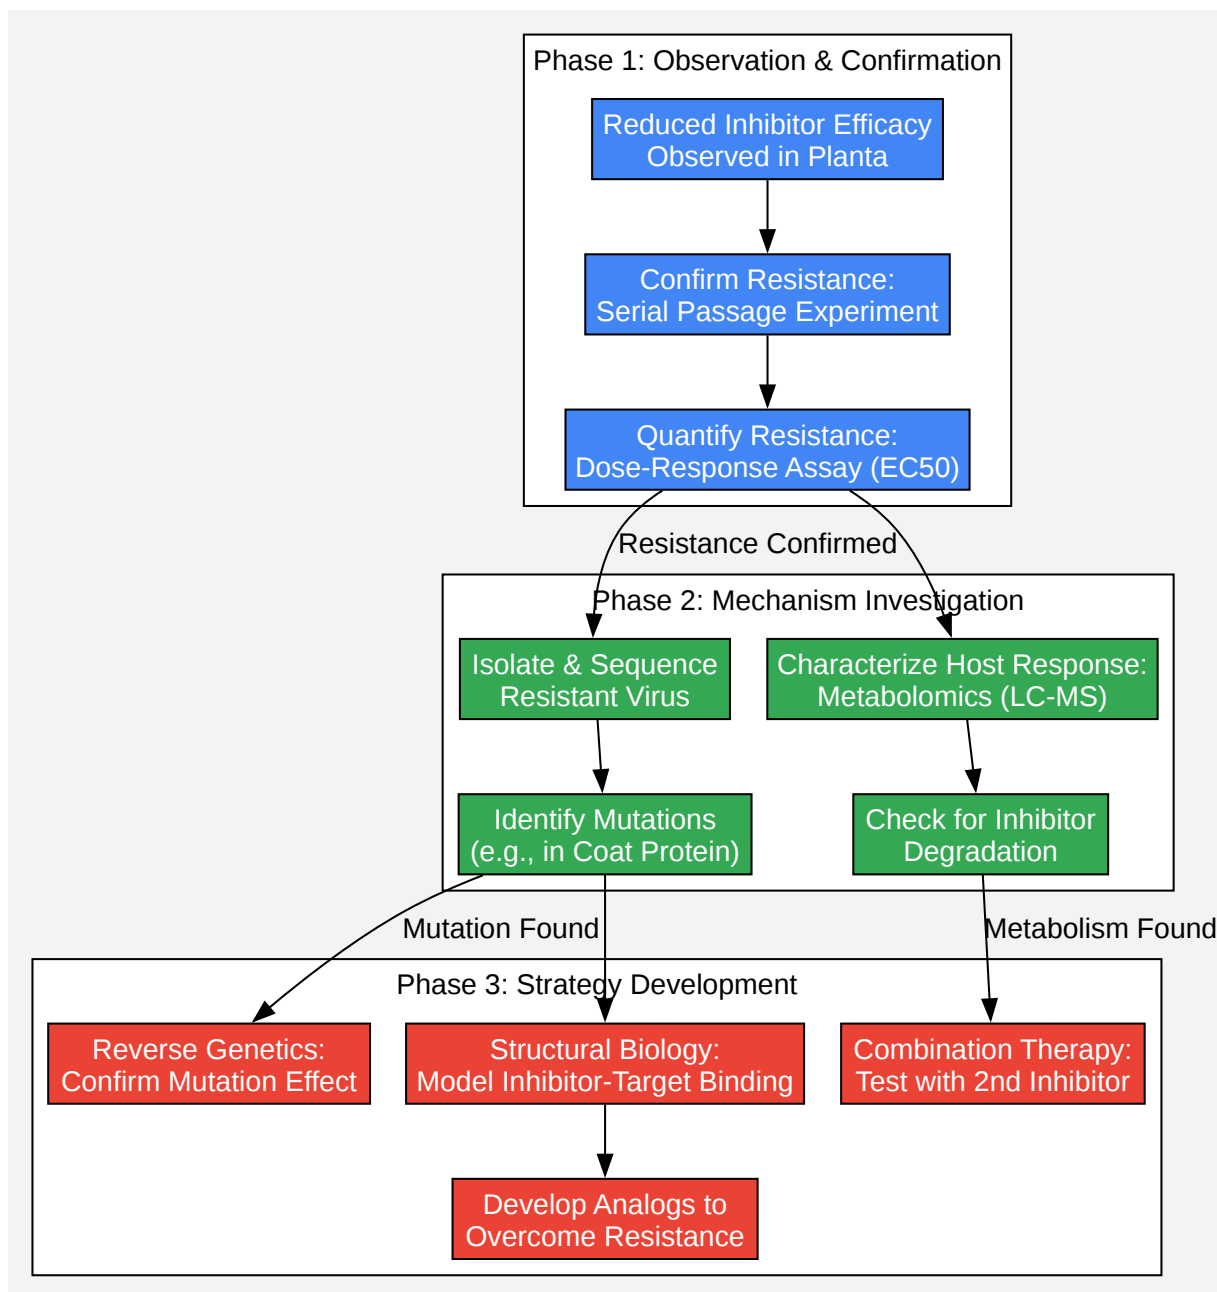 Phase 1: Observation & Confirmation
Reduced Inhibitor Efficacy
Observed in Planta
Confirm Resistance:
Serial Passage Experiment
Quantify Resistance:
Dose-Response Assay (EC50)
Resistance Confirmed
Phase 2: Mechanism Investigation
Isolate & Sequence
Resistant Virus
Characterize Host Response:
Metabolomics (LC-MS)
Identify Mutations
(e.g., in Coat Protein)
Check for Inhibitor
Degradation
Mutation Found
Metabolism Found
Phase 3: Strategy Development
Reverse Genetics:
Confirm Mutation Effect
Structural Biology:
Model Inhibitor-Target Binding
Combination Therapy:
Test with 2nd Inhibitor
Develop Analogs to
Overcome Resistance